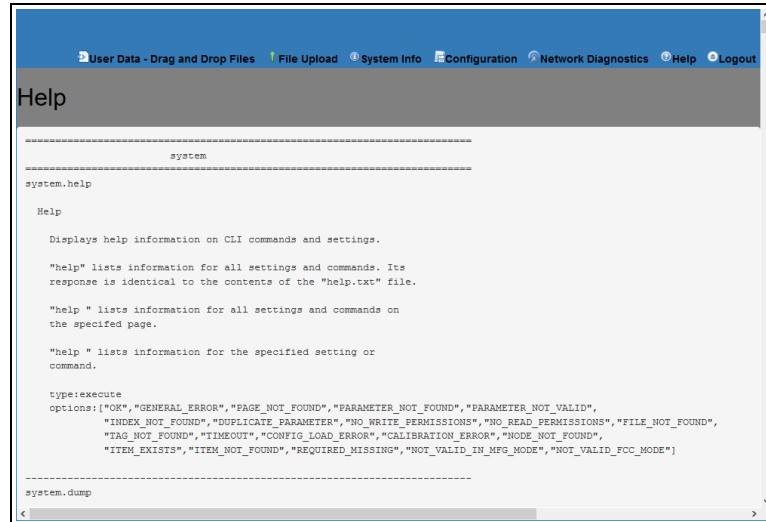 User Data - Drag and Drop Files File Upload System Info Configuration Network Diagnostics Help Logout
Help
==========================================================================
system
==========================================================================
system.help
Help
Displays help information on CLI commands and settings.
"help" lists information for all settings and commands. Its
response is identical to the contents of the "help.txt" file.
"help " lists information for all settings and commands on
the specifed page.
"help " lists information for the specified setting or
command.
type:execute
options:["OK","GENERAL_ERROR","PAGE_NOT_FOUND","PARAMETER_NOT_FOUND","PARAMETER_NOT_VALID",
"INDEX_NOT_FOUND","DUPLICATE_PARAMETER","NO_WRITE_PERMISSIONS","NO_READ_PERMISSIONS","FILE_NOT_FOUND",
"TAG_NOT_FOUND","TIMEOUT","CONFIG_LOAD_ERROR","CALIBRATION_ERROR","NODE_NOT_FOUND",
"ITEM_EXISTS","ITEM_NOT_FOUND","REQUIRED_MISSING","NOT_VALID_IN_MFG_MODE","NOT_VALID_FCC_MODE"]
--------------------------------------------------------------------------
system.dump